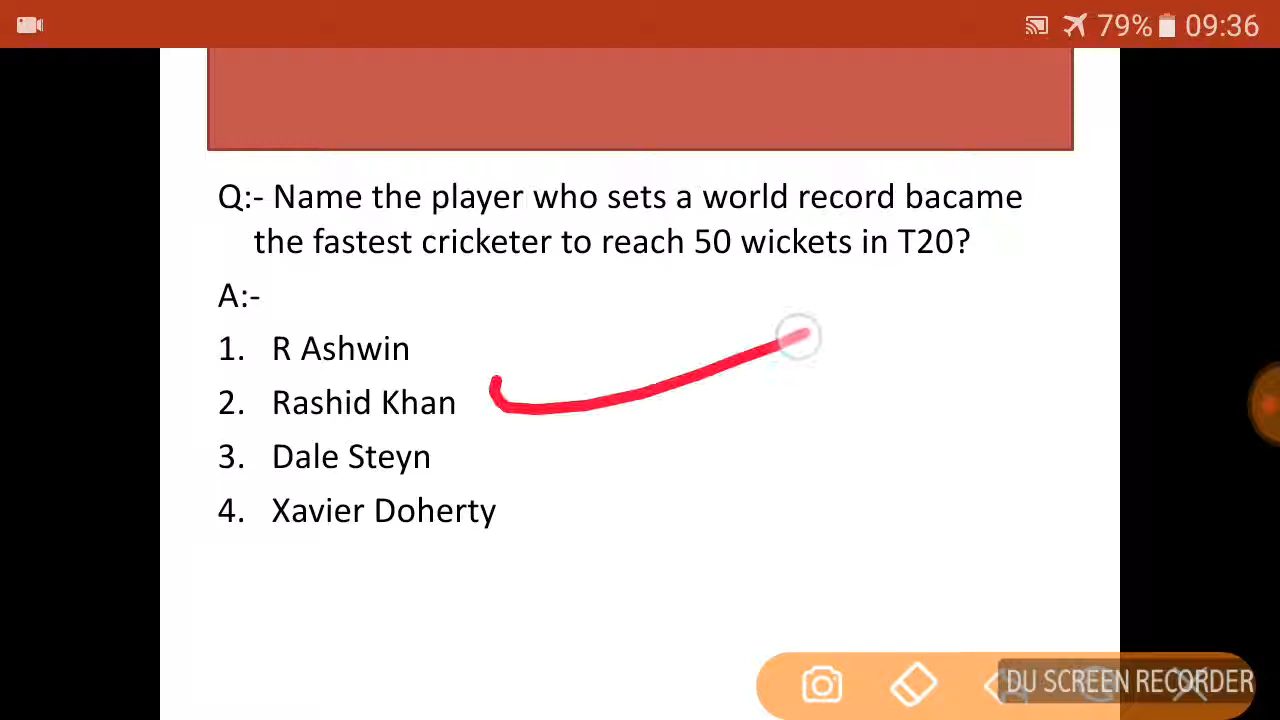 79% 09:36
Q:- Name the player who sets a world record bacame
the fastest cricketer to reach 50 wickets in T20?
A:-
1. R Ashwin
2. Rashid Khan
3. Dale Steyn
4. Xavier Doherty
DU SCREEN RECORDER